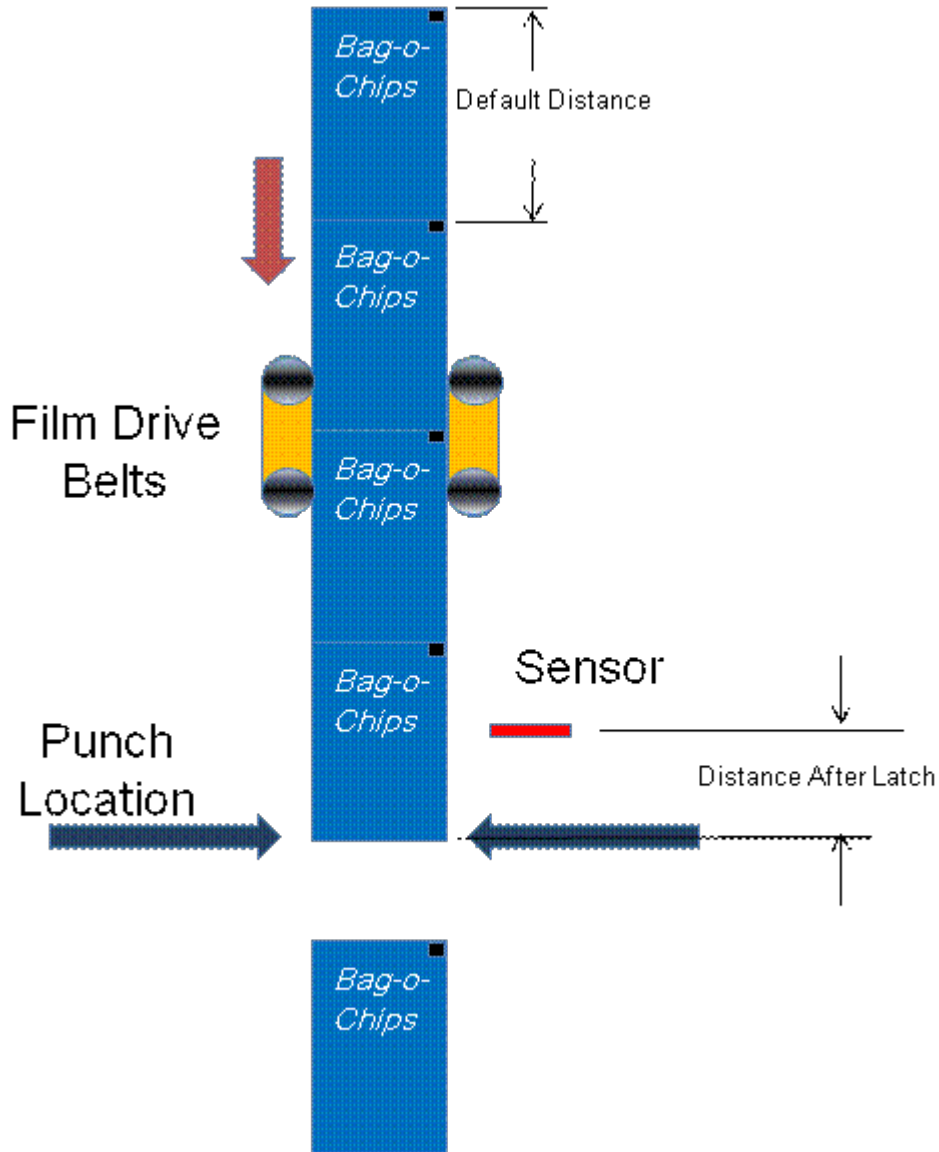 Bag-o-
Chips
Default Distance
Bag-o-
Chips
Film Drive
Belts
Bag-o-
Chips
Bag-o-
Chips
Sensor
Punch
Location
Distance After Latch
Bag-o-
Chips